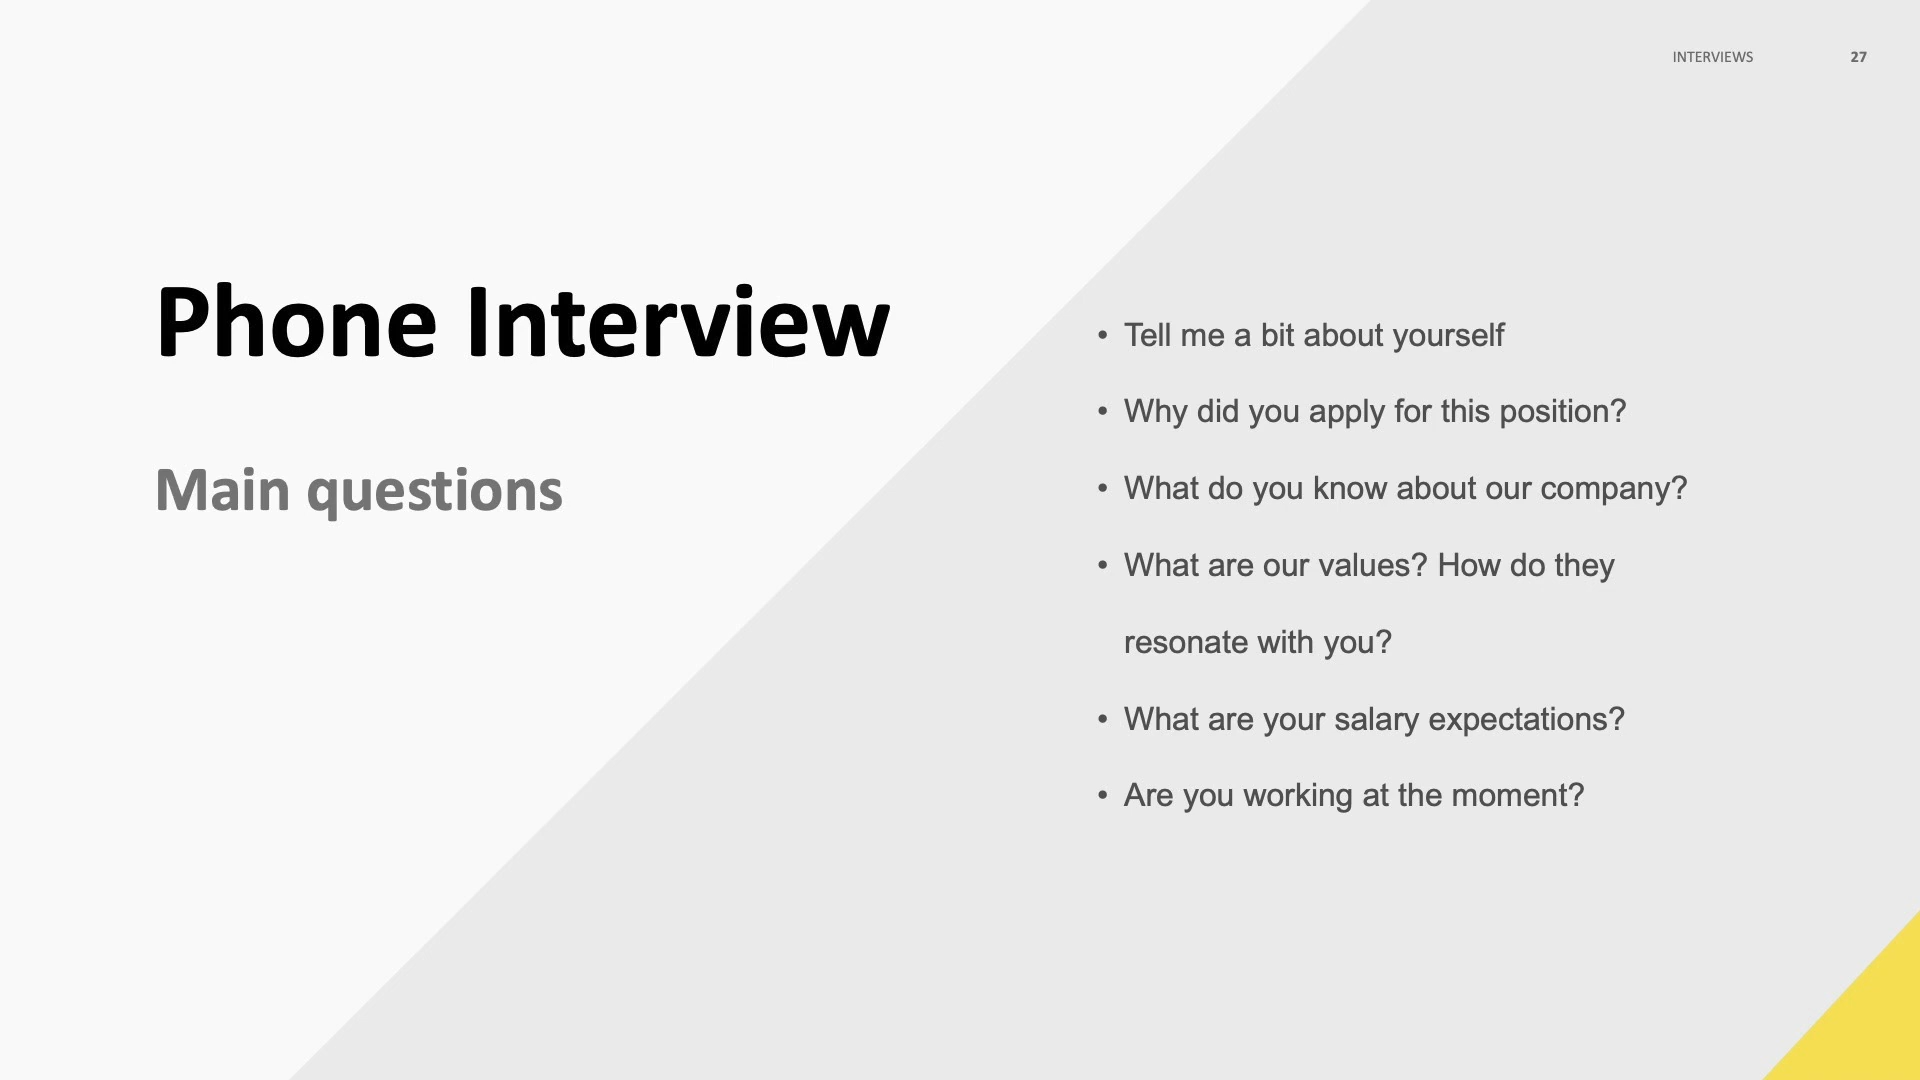 INTERVIEWS 27
Phone Interview
Main questions
• Tell me a bit about yourself
• Why did you apply for this position?
• What do you know about our company?
• What are our values? How do they
resonate with you?
• What are your salary expectations?
• Are you working at the moment?